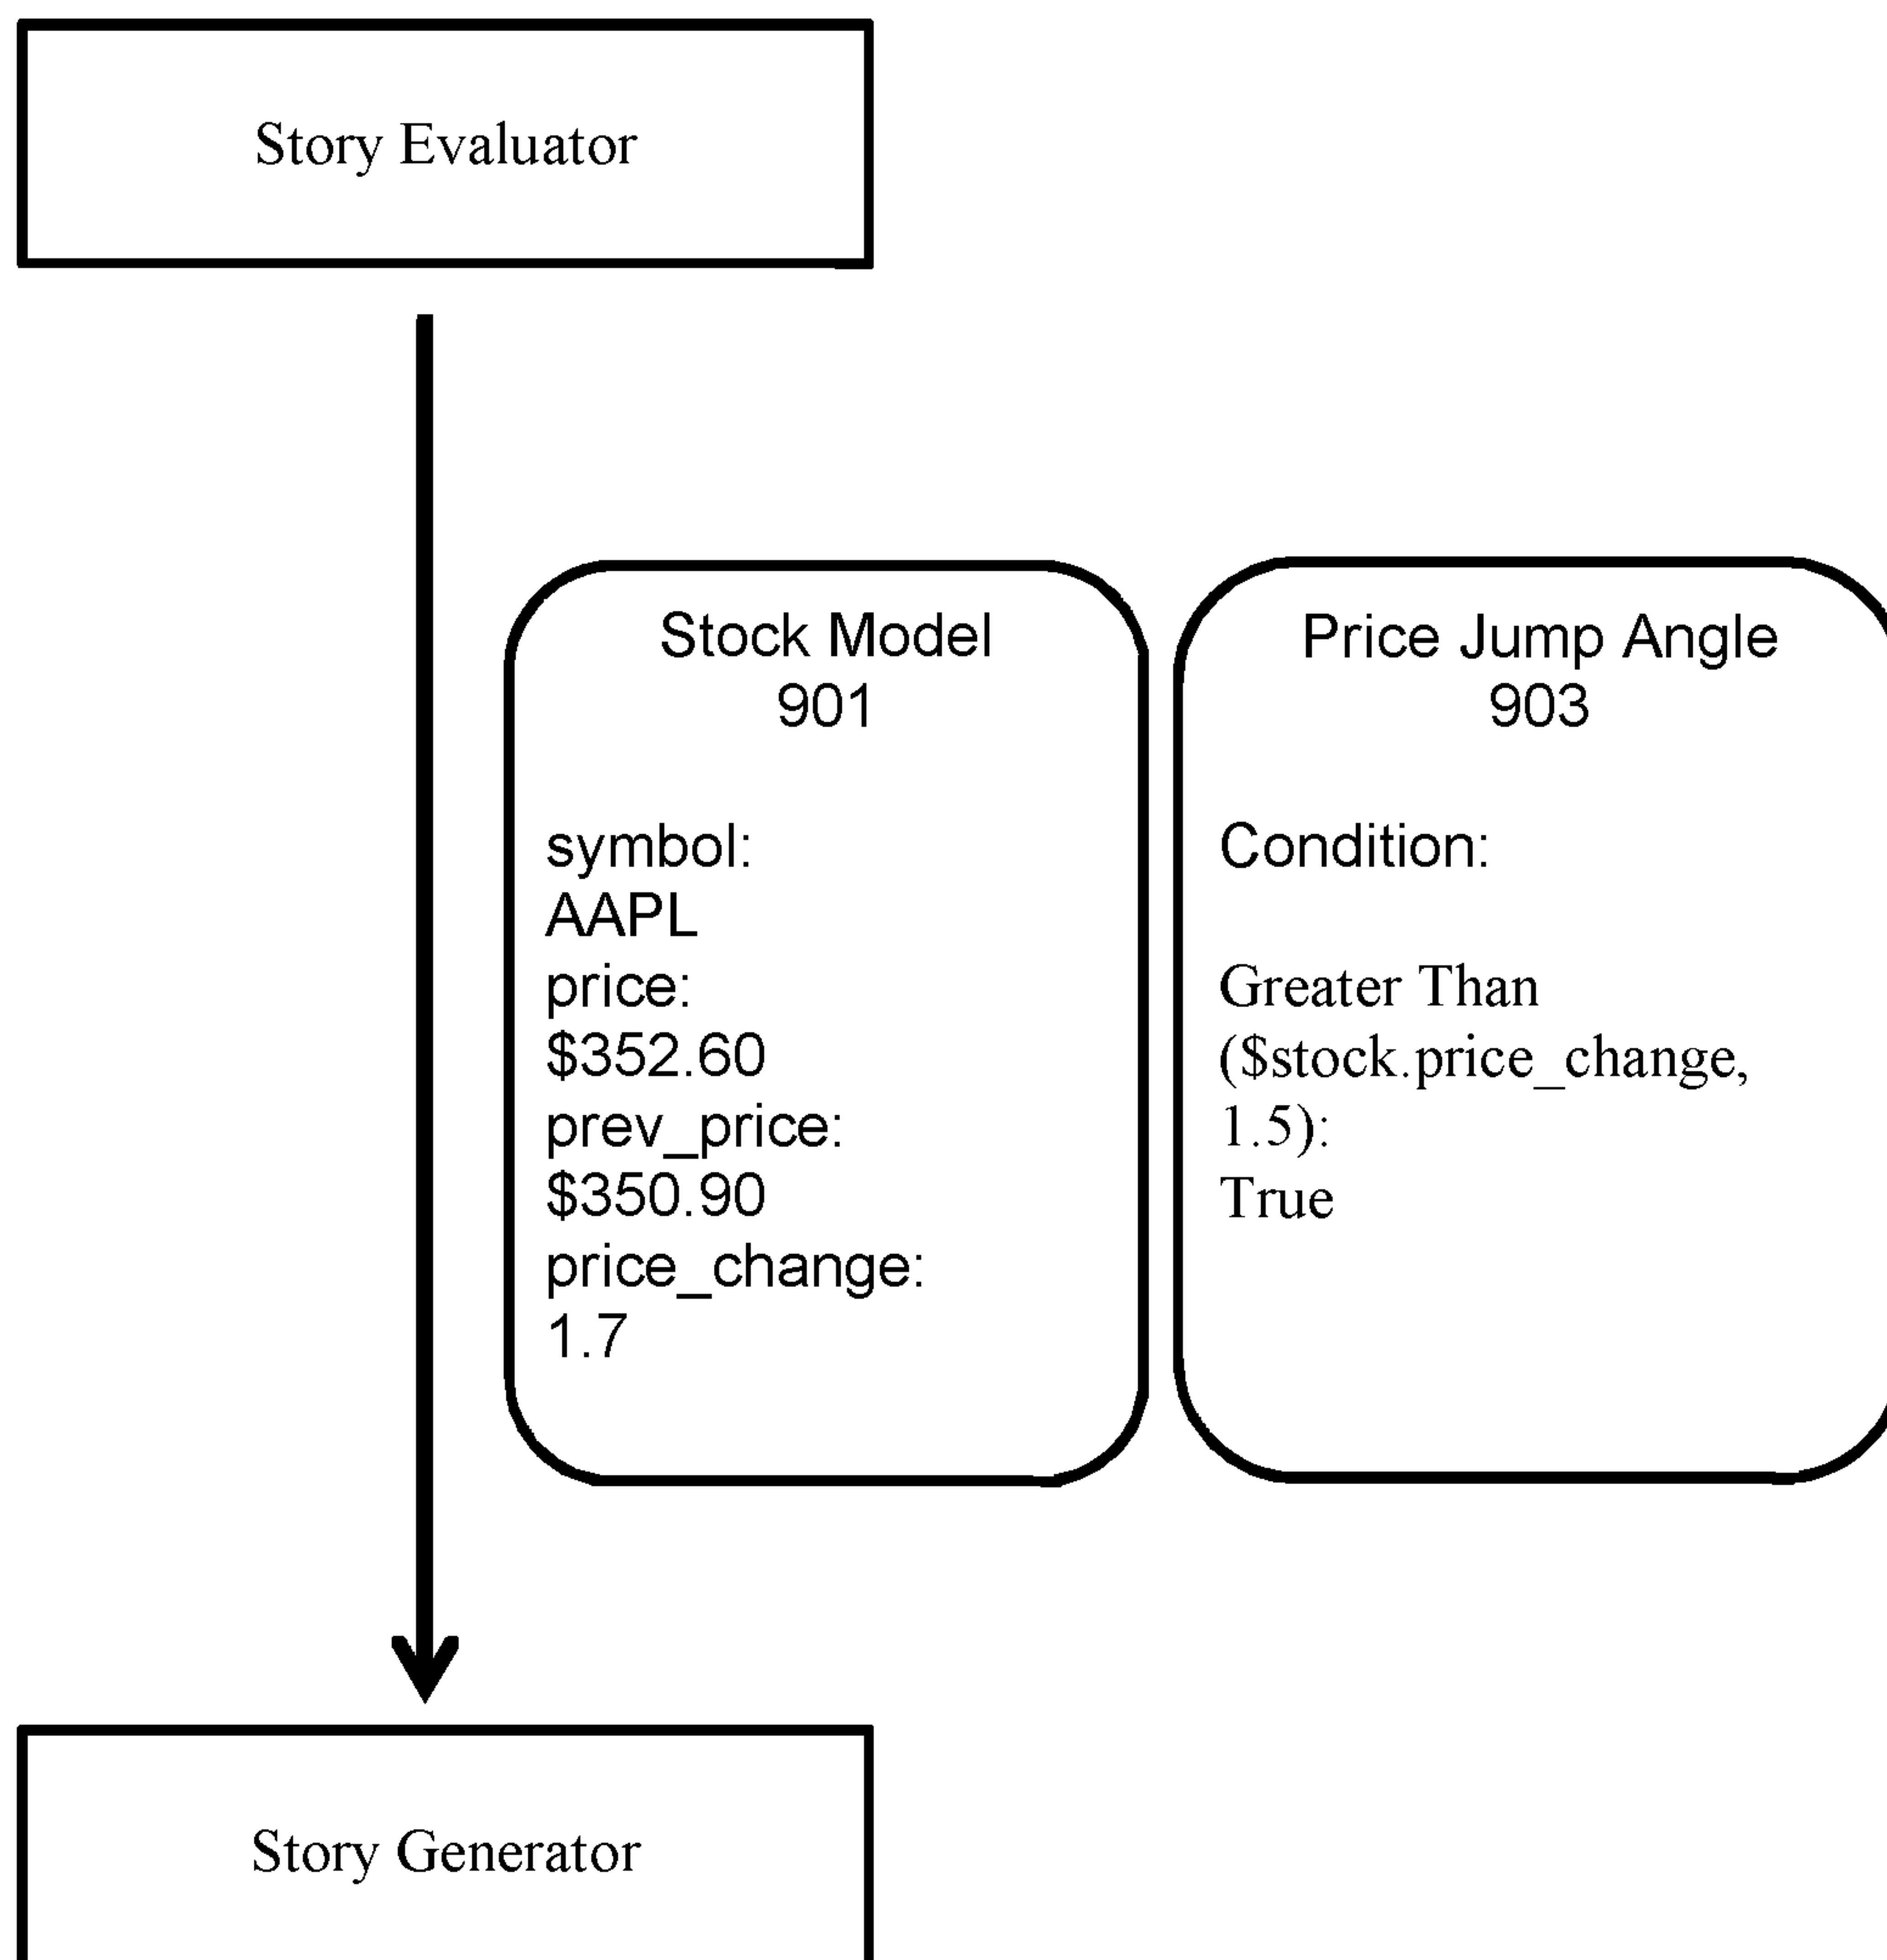 Story Evaluator
Stock Model
901
symbol:
AAPL
price:
$352.60
prev_price:
$350.90
price_change:
1.7
Price Jump Angle
903
Condition:
Greater Than
($stock.price_change,
1.5):
True
Story Generator